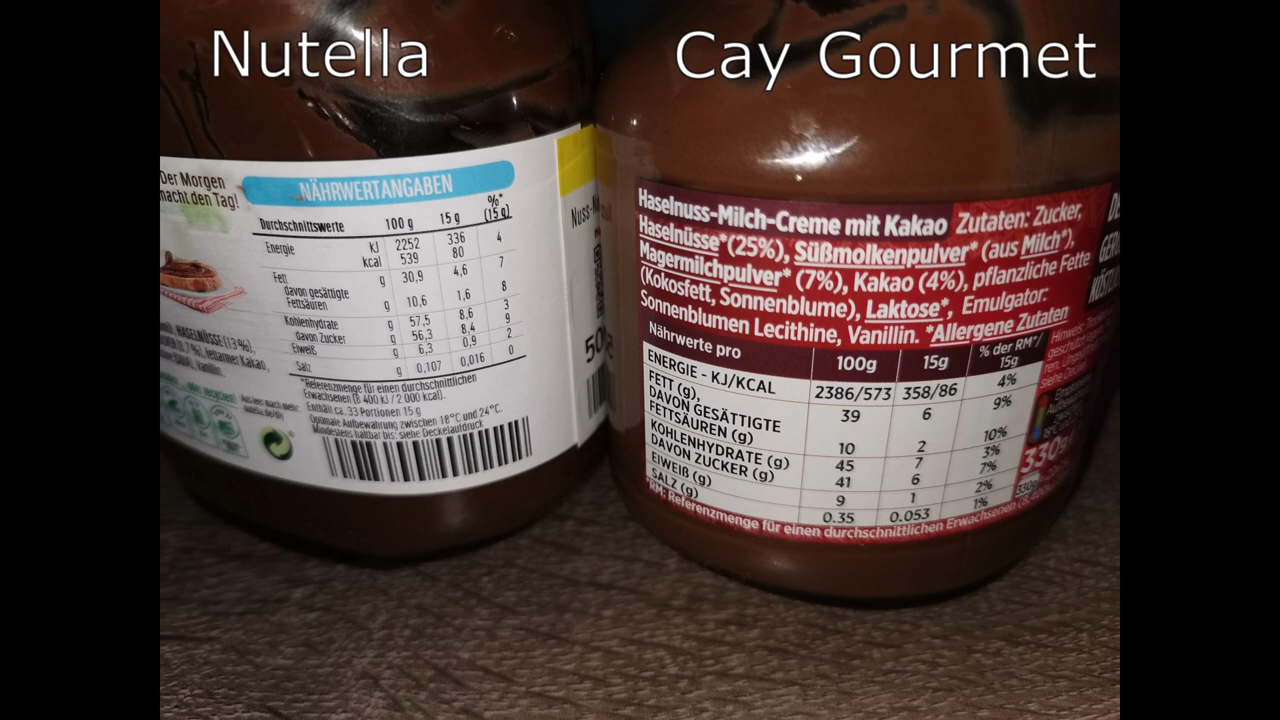 Nutella
Cay Gourmet
Der Morgen
macht den Tag!
NÄHRWERTANGABEN
Durchschnittswerte 100 g 15 g %* (15 g)
Energie kJ 2252 336 4
kcal 539 80
Fett g 30,9 4,6 7
davon gesättigte
Fettsäuren g 10,6 1,6 8
Kohlenhydrate g 57,5 8,6 3
davon Zucker g 56,3 8,4 9
Eiweiß g 6,3 0,9 2
Salz g 0,107 0,016 0
*Referenzmenge für einen durchschnittlichen
Erwachsenen (8 400 kJ / 2 000 kcal).
Enthält ca. 33 Portionen 15 g
Optimale Aufbewahrung zwischen 18°C und 24°C.
Mindestens haltbar bis: siehe Deckelaufdruck
HASELNÜSSE (13 %),
Kakao,
Haselnuss-Milch-Creme mit Kakao Zutaten: Zucker,
Haselnüsse*(25%), Süßmolkenpulver* (aus Milch*),
Magermilchpulver* (7%), Kakao (4%), pflanzliche Fette
(Kokosfett, Sonnenblume), Laktose*, Emulgator:
Sonnenblumen Lecithine, Vanillin. *Allergene Zutaten
Nährwerte pro 100g 15g % der RM*/ 15g
ENERGIE - KJ/KCAL 2386/573 358/86 4%
FETT (g), 39 6 9%
DAVON GESÄTTIGTE
FETTSÄUREN (g) 10 2 10%
KOHLENHYDRATE (g) 45 7 3%
DAVON ZUCKER (g) 41 6 7%
EIWEIß (g) 9 1 2%
SALZ (g) 0.35 0.053 1%
*RM: Referenzmenge für einen durchschnittlichen Erwachsenen
330g